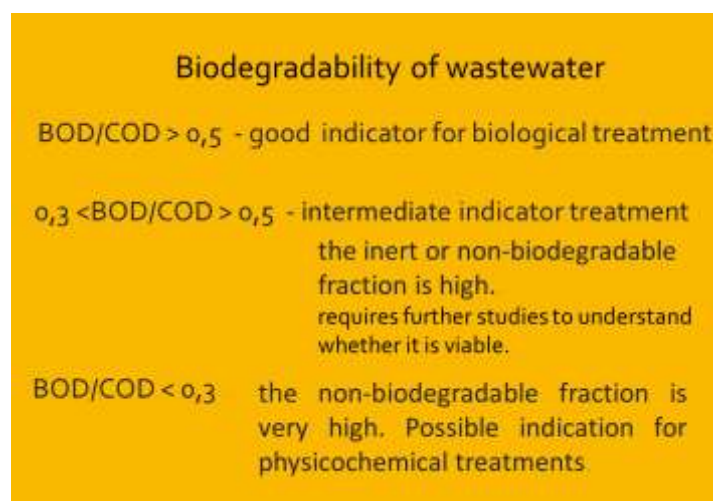 Biodegradability of wastewater
BOD/COD > 0,5 - good indicator for biological treatment
0,3 <BOD/COD > 0,5 - intermediate indicator treatment
the inert or non-biodegradable
fraction is high.
requires further studies to understand
whether it is viable.
BOD/COD < 0,3 the non-biodegradable fraction is
very high. Possible indication for
physicochemical treatments